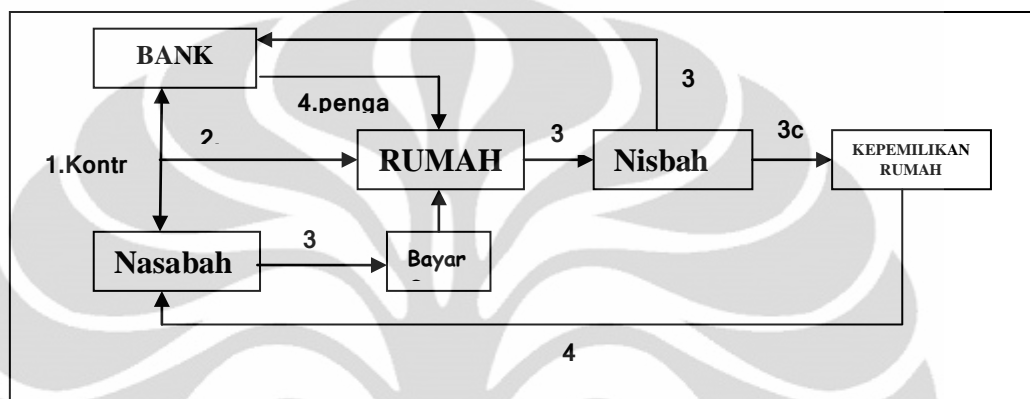 BANK
3
4.penga
2.
3
3c
RUMAH
Nisbah
KEPEMILIKAN
RUMAH
1.Kontr
Nasabah
3
Bayar
4